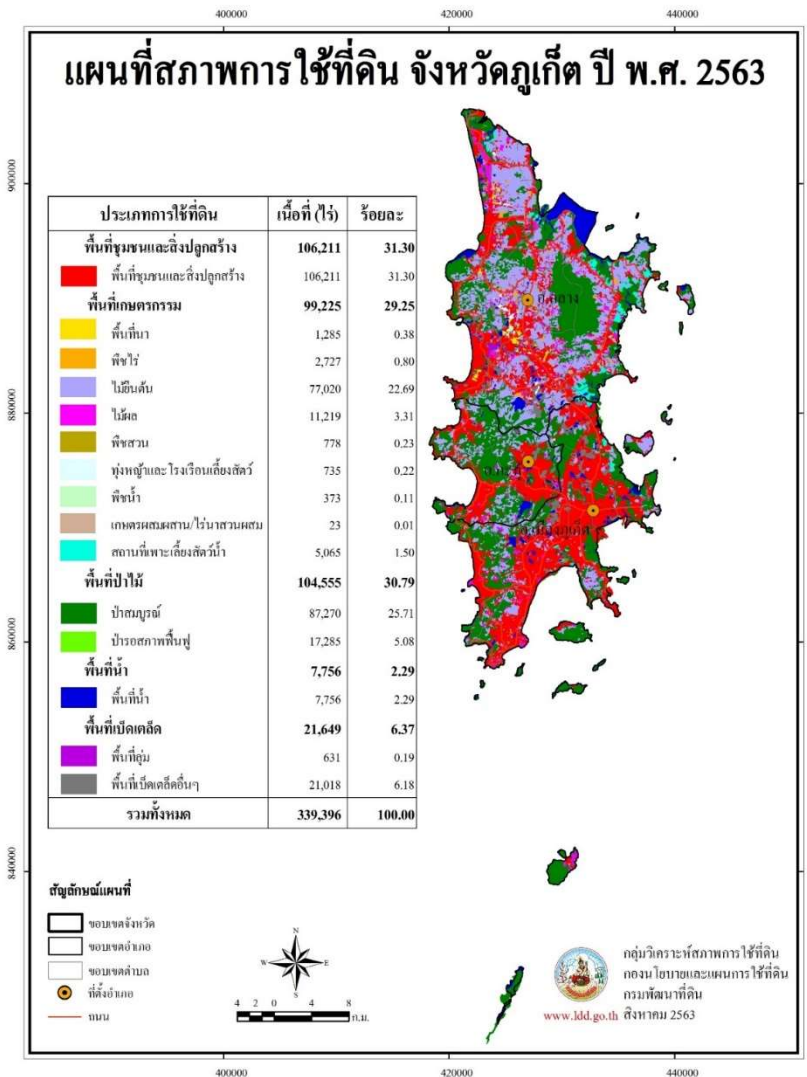 400000 420000 440000
แผนที่สภาพการใช้ที่ดิน จังหวัดภูเก็ต ปี พ.ศ. 2563
900000
880000
860000
840000
ประเภทการใช้ที่ดิน เนื้อที่ (ไร่) ร้อยละ
พื้นที่ชุมชนและสิ่งปลูกสร้าง 106,211 31.30
พื้นที่ชุมชนและสิ่งปลูกสร้าง 106,211 31.30
พื้นที่เกษตรกรรม 99,225 29.25
พื้นที่นา 1,285 0.38
พืชไร่ 2,727 0.80
ไม้ยืนต้น 77,020 22.69
ไม้ผล 11,219 3.31
พืชสวน 778 0.23
ทุ่งหญ้าและโรงเรือนเลี้ยงสัตว์ 735 0.22
พืชน้ำ 373 0.11
เกษตรผสมผสาน/ไร่นาสวนผสม 23 0.01
สถานที่เพาะเลี้ยงสัตว์น้ำ 5,065 1.50
พื้นที่ป่าไม้ 104,555 30.79
ป่าสมบูรณ์ 87,270 25.71
ป่ารอสภาพฟื้นฟู 17,285 5.08
พื้นที่น้ำ 7,756 2.29
พื้นที่น้ำ 7,756 2.29
พื้นที่เบ็ดเตล็ด 21,649 6.37
พื้นที่ลุ่ม 631 0.19
พื้นที่เบ็ดเตล็ดอื่นๆ 21,018 6.18
รวมทั้งหมด 339,396 100.00
อ.ถลาง
อ.เมืองภูเก็ต
สัญลักษณ์แผนที่
ขอบเขตจังหวัด
ขอบเขตอำเภอ
ขอบเขตตำบล
ที่ตั้งอำเภอ
ถนน
N
W E
S
4 2 0 4 8
ก.ม.
กลุ่มวิเคราะห์สภาพการใช้ที่ดิน
กองนโยบายและแผนการใช้ที่ดิน
กรมพัฒนาที่ดิน
www.ldd.go.th สิงหาคม 2563
400000 420000 440000